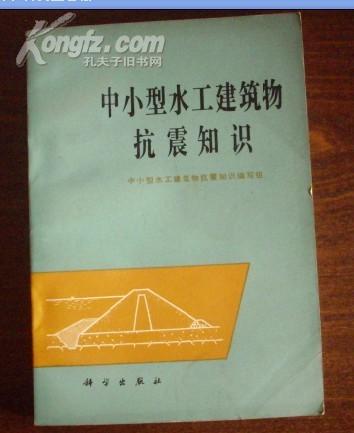 Kongfz.com
孔夫子旧书网
中小型水工建筑物
抗震知识
中小型水工建筑物抗震知识编写组
科学出版社